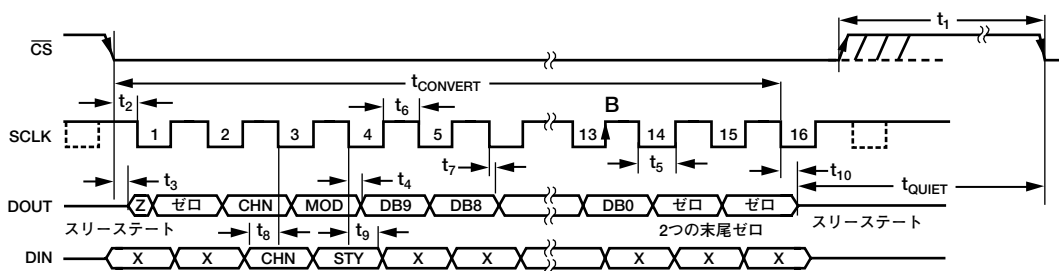 CS
t1
tCONVERT
t2
t6
B
SCLK
1 2 3 4 5 13 14 15 16
t7
t5
t10
t3
t4
tQUIET
DOUT
Z ゼロ CHN MOD DB9 DB8 DB0 ゼロ ゼロ
スリーステート
t8
t9
2つの末尾ゼロ
スリーステート
DIN
X X CHN STY X X X X X